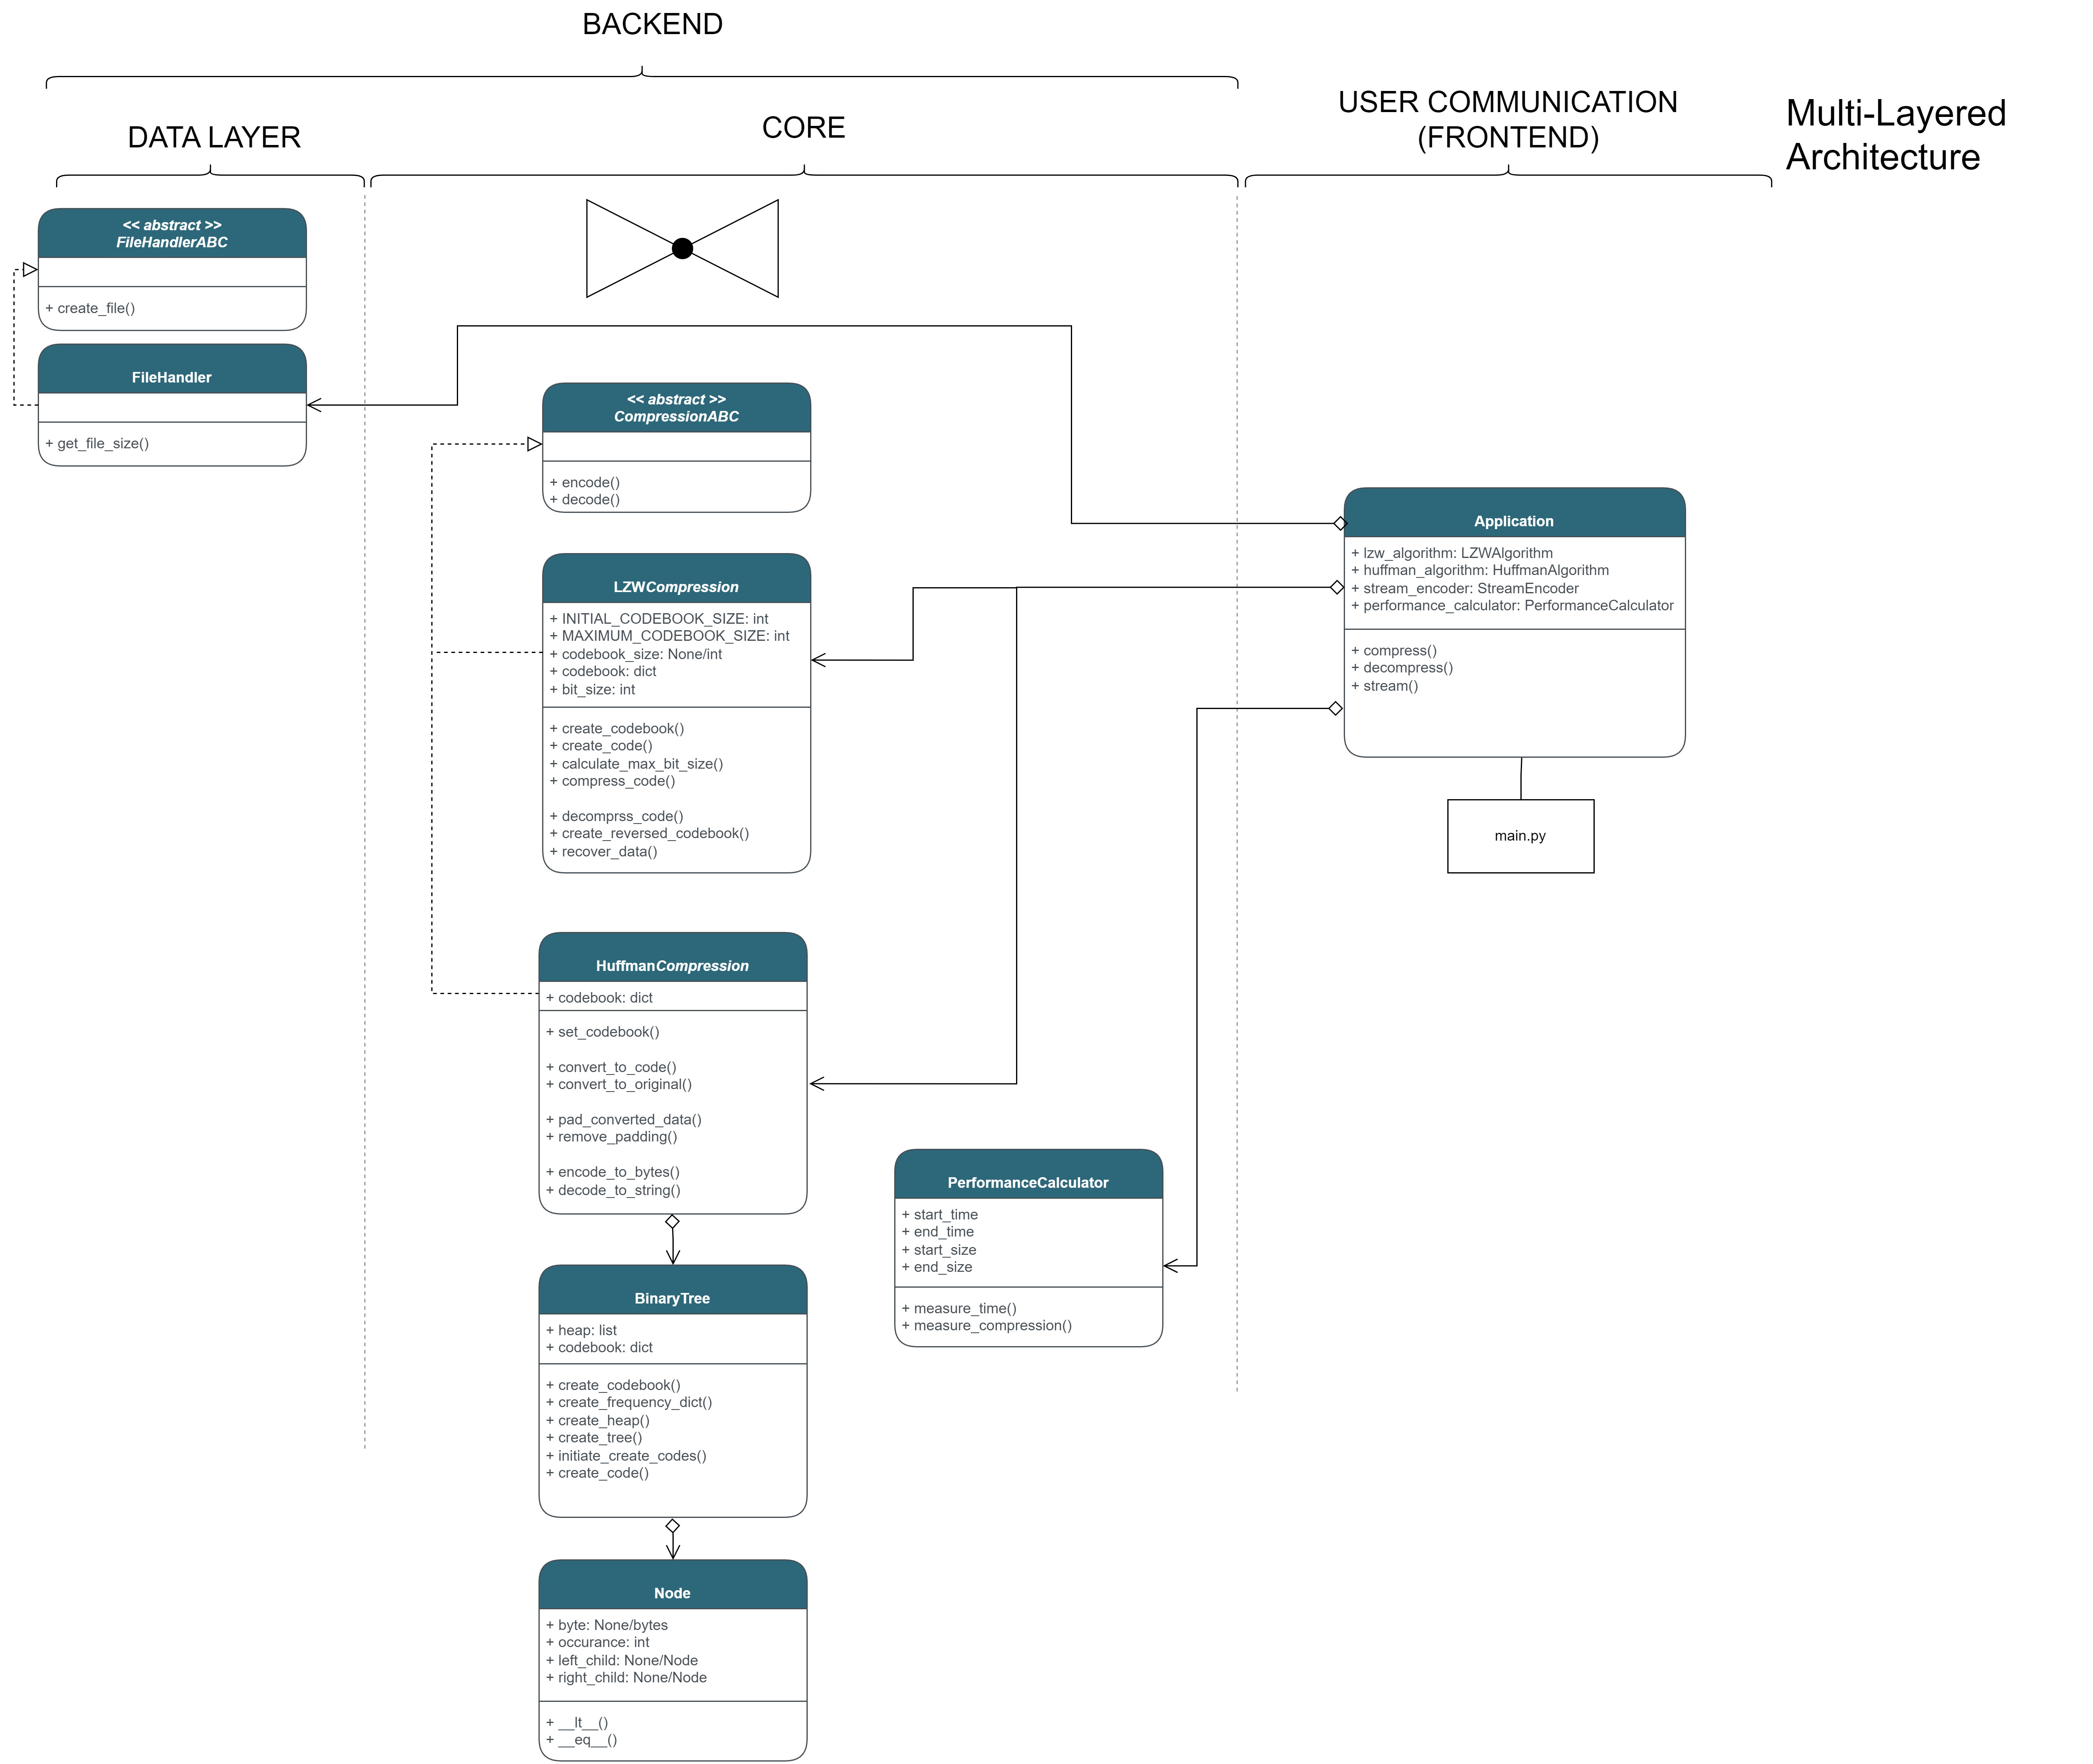 BACKEND
DATA LAYER
CORE
USER COMMUNICATION
(FRONTEND)
Multi-Layered
Architecture
<< abstract >>
FileHandlerABC
+ create_file()
FileHandler
+ get_file_size()
<< abstract >>
CompressionABC
+ encode()
+ decode()
LZWCompression
+ INITIAL_CODEBOOK_SIZE: int
+ MAXIMUM_CODEBOOK_SIZE: int
+ codebook_size: None/int
+ codebook: dict
+ bit_size: int
+ create_codebook()
+ create_code()
+ calculate_max_bit_size()
+ compress_code()
+ decomprss_code()
+ create_reversed_codebook()
+ recover_data()
HuffmanCompression
+ codebook: dict
+ set_codebook()
+ convert_to_code()
+ convert_to_original()
+ pad_converted_data()
+ remove_padding()
+ encode_to_bytes()
+ decode_to_string()
BinaryTree
+ heap: list
+ codebook: dict
+ create_codebook()
+ create_frequency_dict()
+ create_heap()
+ create_tree()
+ initiate_create_codes()
+ create_code()
Node
+ byte: None/bytes
+ occurance: int
+ left_child: None/Node
+ right_child: None/Node
+ __lt__()
+ __eq__()
PerformanceCalculator
+ start_time
+ end_time
+ start_size
+ end_size
+ measure_time()
+ measure_compression()
Application
+ lzw_algorithm: LZWAlgorithm
+ huffman_algorithm: HuffmanAlgorithm
+ stream_encoder: StreamEncoder
+ performance_calculator: PerformanceCalculator
+ compress()
+ decompress()
+ stream()
main.py